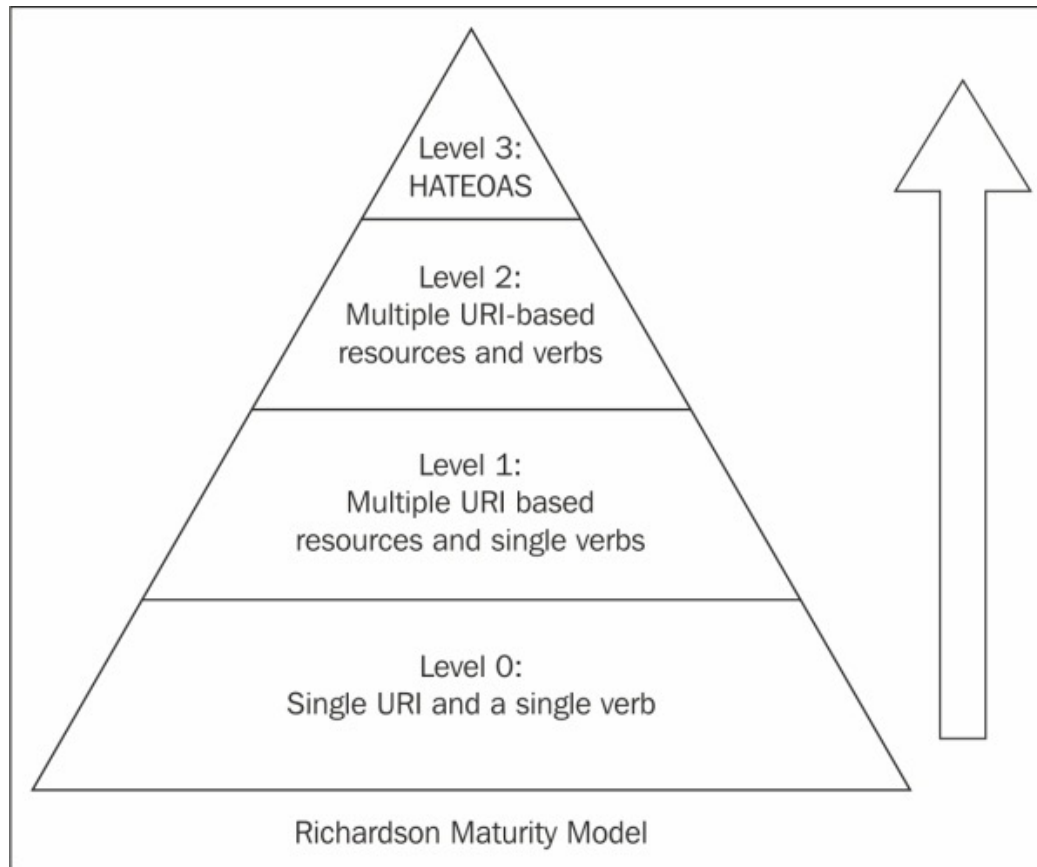 Level 3:
HATEOAS
Level 2:
Multiple URI-based
resources and verbs
Level 1:
Multiple URI based
resources and single verbs
Level 0:
Single URI and a single verb
Richardson Maturity Model